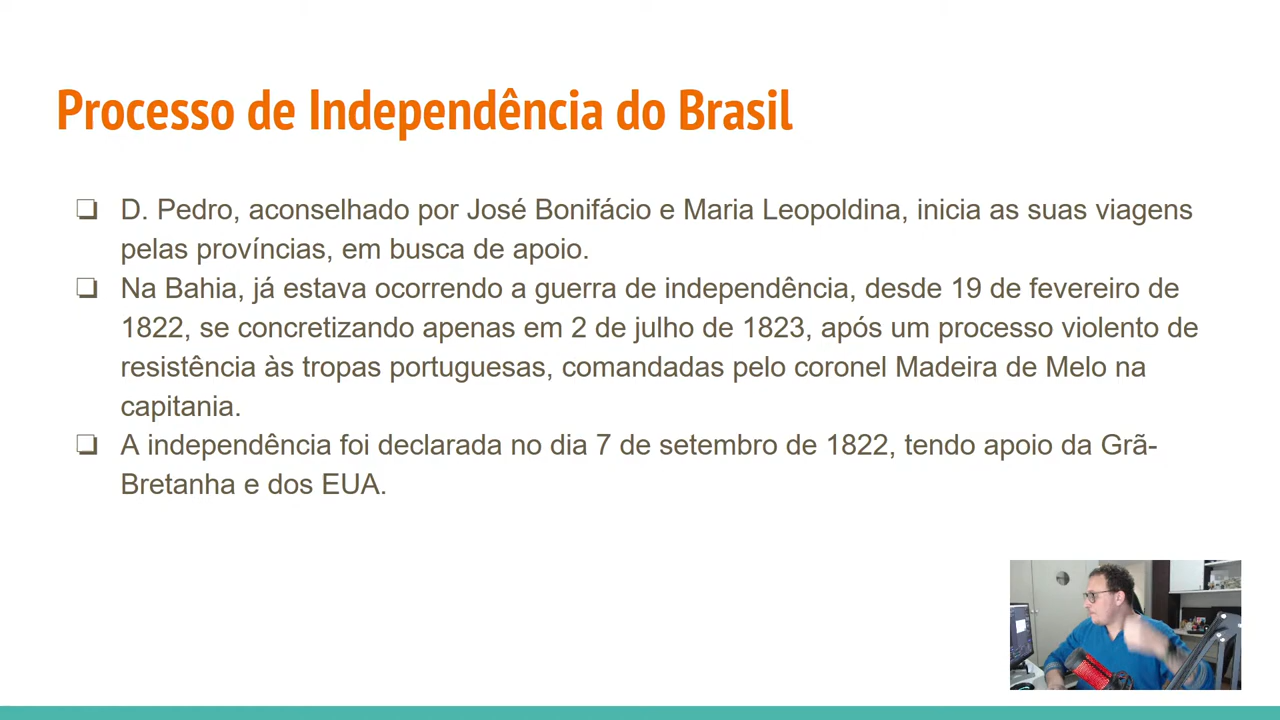 Processo de Independência do Brasil
❏ D. Pedro, aconselhado por José Bonifácio e Maria Leopoldina, inicia as suas viagens
pelas províncias, em busca de apoio.
❏ Na Bahia, já estava ocorrendo a guerra de independência, desde 19 de fevereiro de
1822, se concretizando apenas em 2 de julho de 1823, após um processo violento de
resistência às tropas portuguesas, comandadas pelo coronel Madeira de Melo na
capitania.
❏ A independência foi declarada no dia 7 de setembro de 1822, tendo apoio da Grã-
Bretanha e dos EUA.